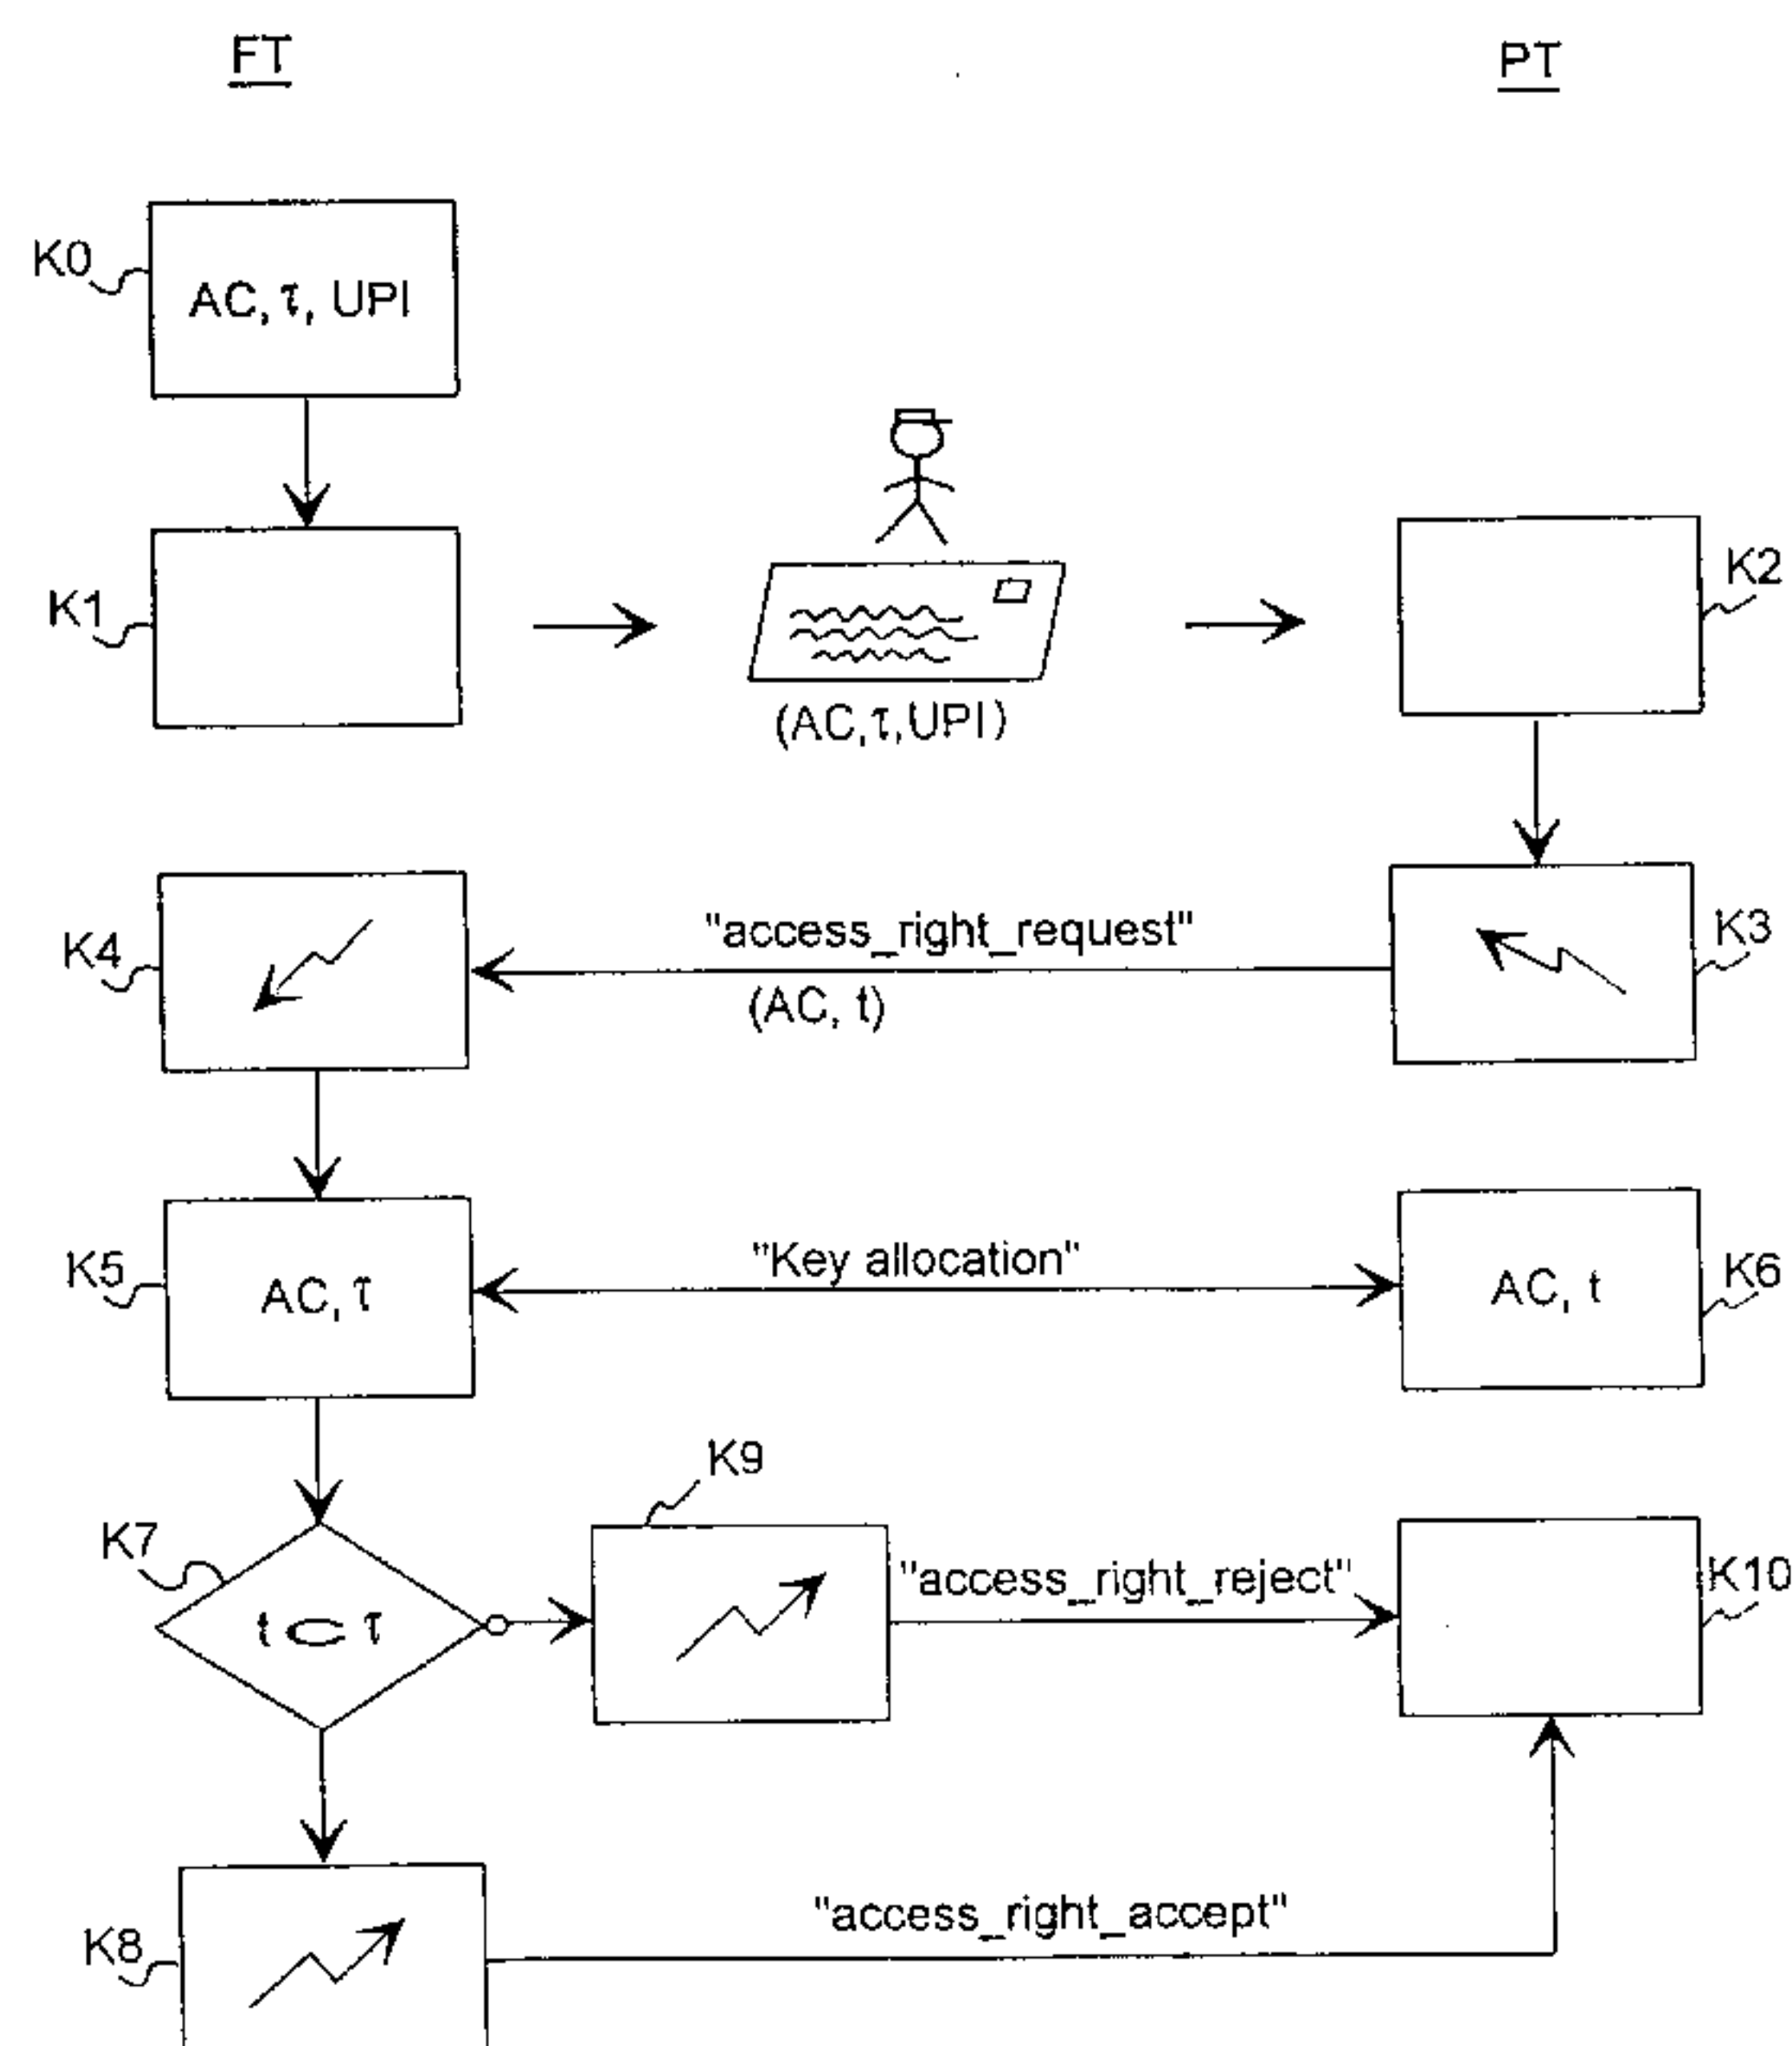 FT
PT
K0
AC, τ, UPI
K1
K2
(AC,τ,UPI)
K4
"access_right_request"
(AC, t)
K3
K5
AC, τ
"Key allocation"
AC, t
K6
K7
t ⊂ τ
K9
"access_right_reject"
K10
K8
"access_right_accept"